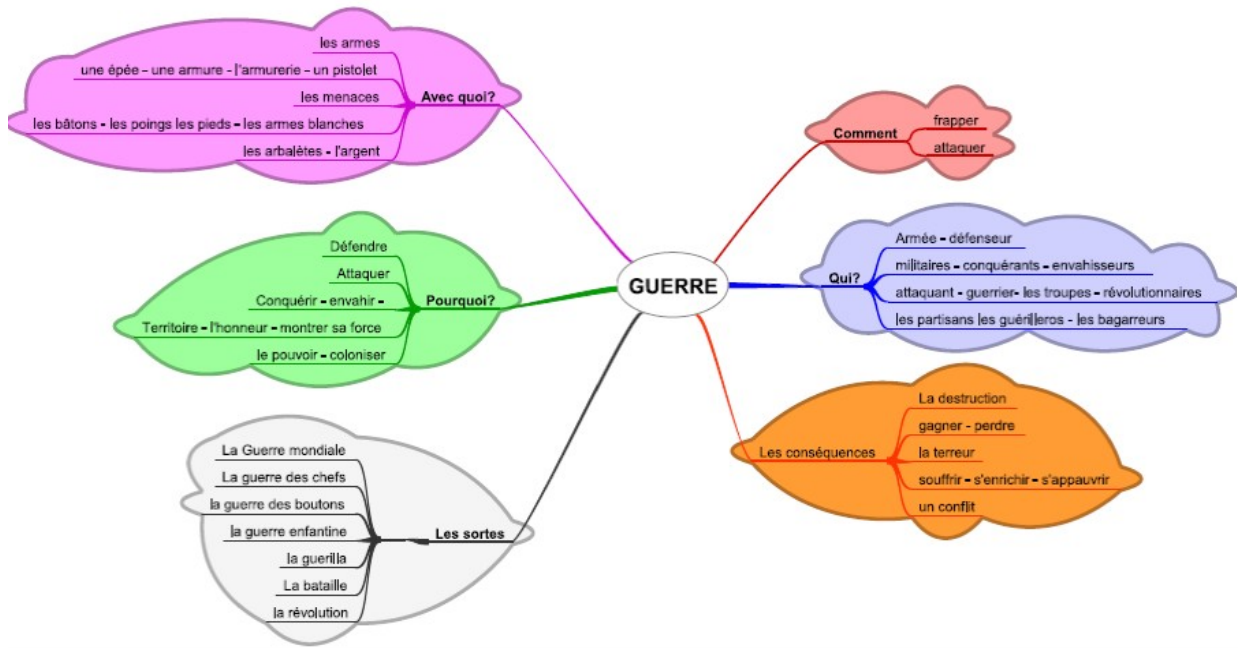 les armes
une épée – une armure - l'armurerie – un pistolet
les menaces
Avec quoi?
les bâtons - les poings les pieds – les armes blanches
les arbalètes - l'argent
Comment
frapper
attaquer
Défendre
Attaquer
Conquérir – envahir –
Pourquoi?
Territoire – l'honneur – montrer sa force
le pouvoir – coloniser
GUERRE
Armée – défenseur
militaires – conquérants – envahisseurs
Qui?
attaquant - guerrier- les troupes – révolutionnaires
les partisans les guérilleros - les bagarreurs
La destruction
gagner - perdre
Les conséquences
la terreur
souffrir – s'enrichir – s'appauvrir
un conflit
La Guerre mondiale
La guerre des chefs
la guerre des boutons
la guerre enfantine
Les sortes
la guerilla
La bataille
la révolution